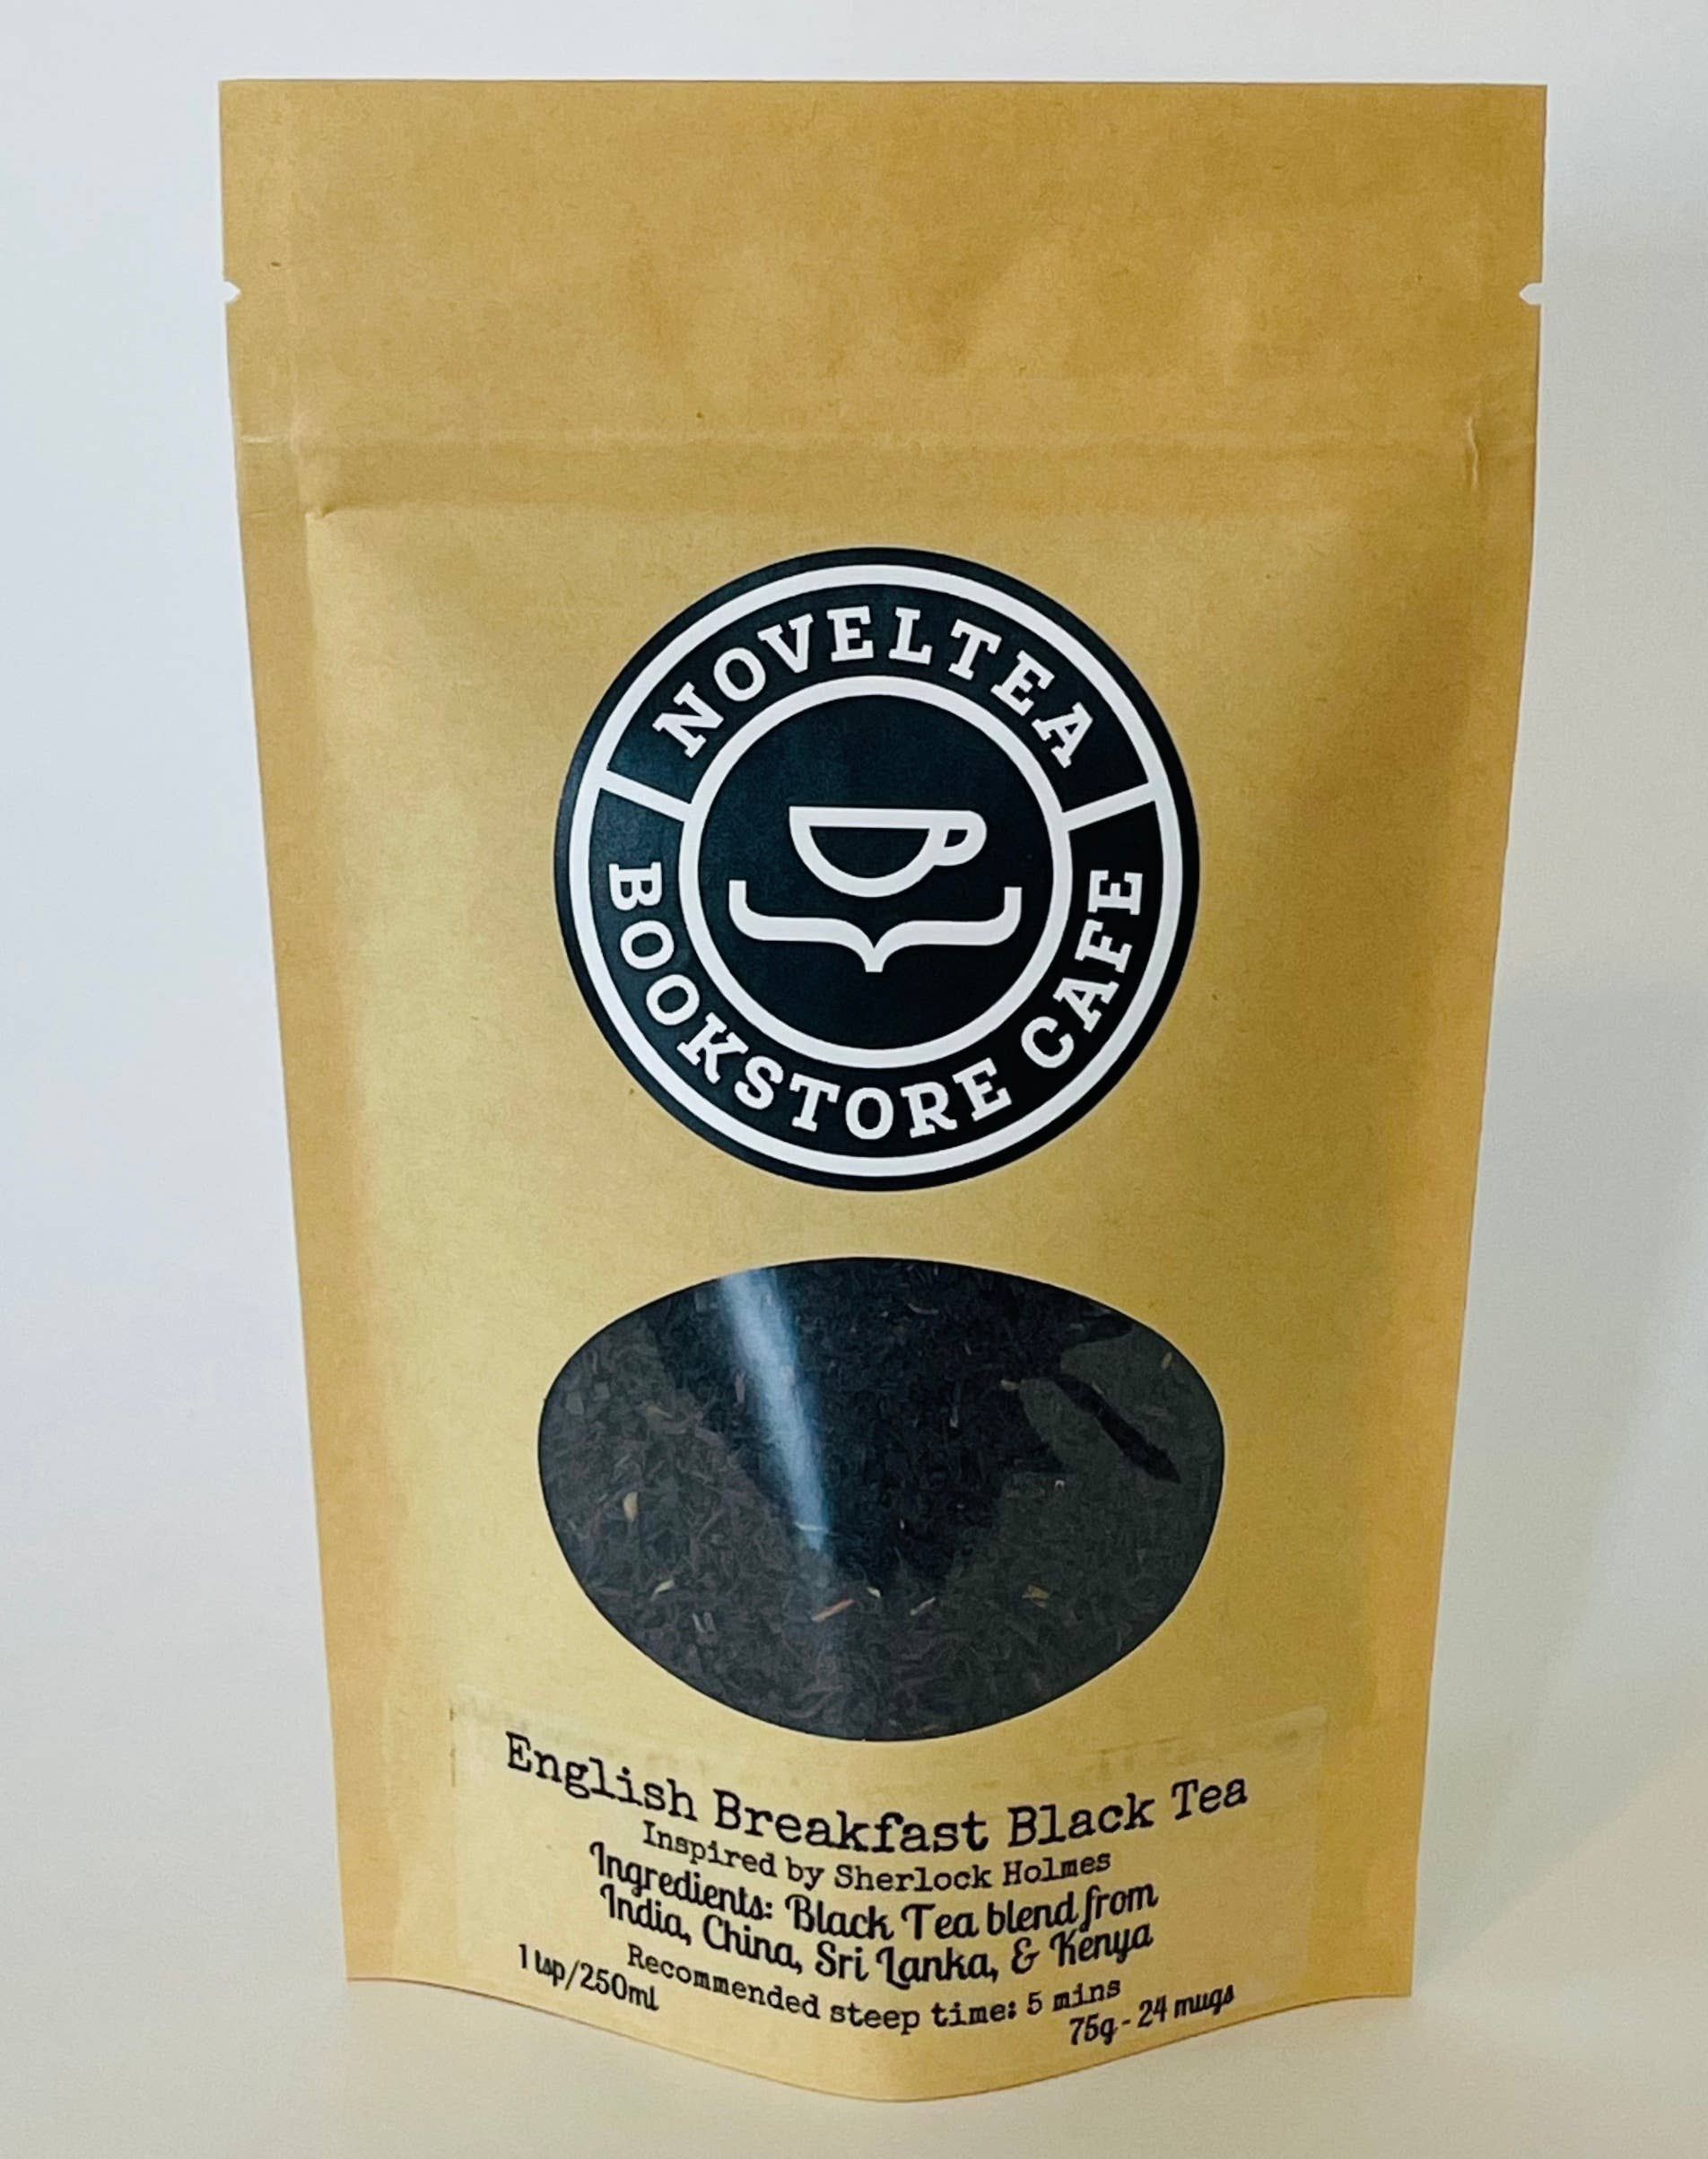 NOVELTEA
BOOKSTORE CAFE
English Breakfast Black Tea
Inspired by Sherlock Holmes
Ingredients: Black Tea blend from
India, China, Sri Lanka, & Kenya
Recommended steep time: 5 mins
1 tsp/250ml
75g - 24 mugs